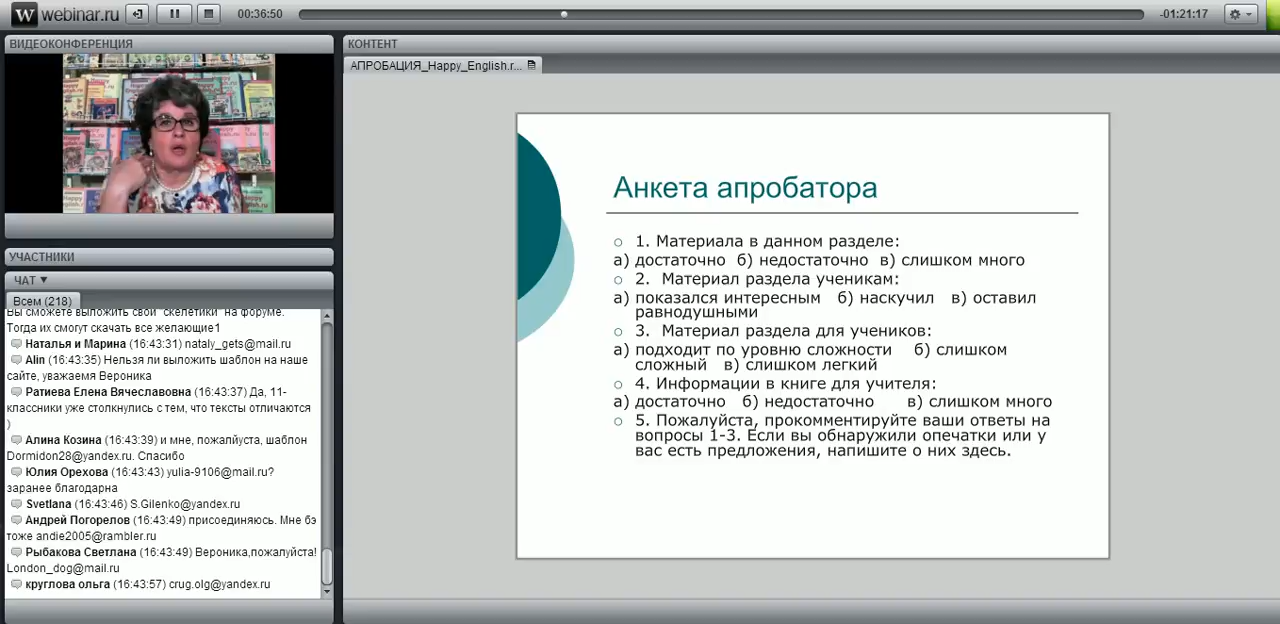 W webinar.ru
00:36:50
-01:21:17
ВИДЕОКОНФЕРЕНЦИЯ
УЧАСТНИКИ
ЧАТ ▼
Всем (218)
Вы сможете выложить свои "скелетики" на форуме.
Тогда их смогут скачать все желающие1
Наталья и Марина (16:43:31) nataly_gets@mail.ru
Alin (16:43:35) Нельзя ли выложить шаблон на наше
сайте, уважаемя Вероника
Ратиева Елена Вячеславовна (16:43:37) Да, 11-
классники уже столкнулись с тем, что тексты отличаются
)
Алина Козина (16:43:39) и мне, пожалйуста, шаблон
Dormidon28@yandex.ru. Спасибо
Юлия Орехова (16:43:43) yulia-9106@mail.ru?
заранее благодарна
Svetlana (16:43:46) S.Gilenko@yandex.ru
Андрей Погорелов (16:43:49) присоединяюсь. Мне бэ
тоже andie2005@rambler.ru
Рыбакова Светлана (16:43:49) Вероника,пожалуйста!
London_dog@mail.ru
круглова ольга (16:43:57) crug.olg@yandex.ru
КОНТЕНТ
АПРОБАЦИЯ_Happy_English.r...
Анкета апробатора
1. Материала в данном разделе:
а) достаточно б) недостаточно в) слишком много
2. Материал раздела ученикам:
а) показался интересным б) наскучил в) оставил
равнодушными
3. Материал раздела для учеников:
а) подходит по уровню сложности б) слишком
сложный в) слишком легкий
4. Информации в книге для учителя:
а) достаточно б) недостаточно в) слишком много
5. Пожалуйста, прокомментируйте ваши ответы на
вопросы 1-3. Если вы обнаружили опечатки или у
вас есть предложения, напишите о них здесь.